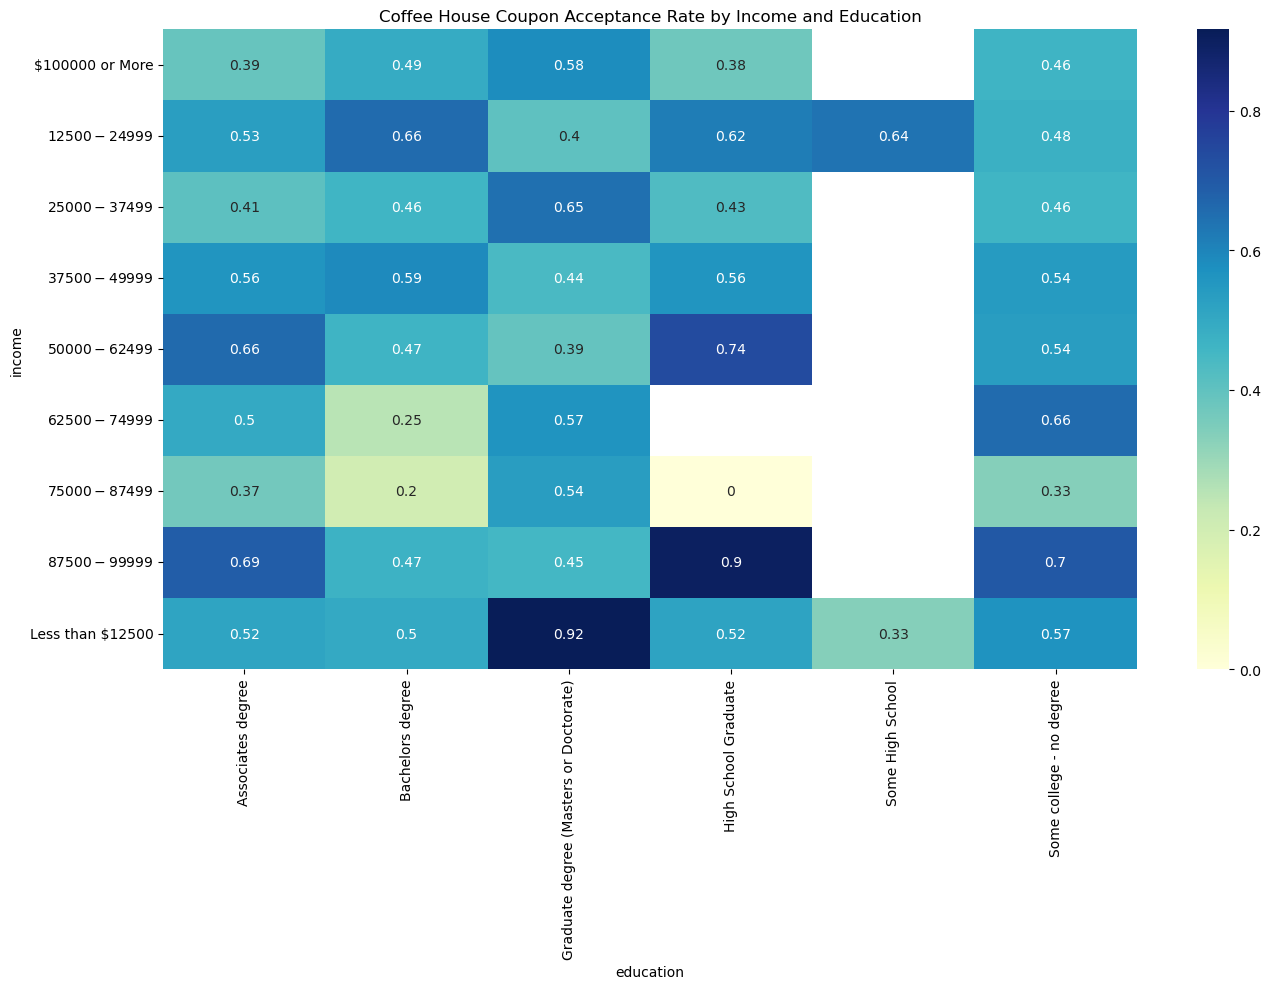 Coffee House Coupon Acceptance Rate by Income and Education
$100000 or More 0.39 0.49 0.58 0.38 0.46
12500 − 24999 0.53 0.66 0.4 0.62 0.64 0.48
25000 − 37499 0.41 0.46 0.65 0.43 0.46
37500 − 49999 0.56 0.59 0.44 0.56 0.54
50000 − 62499 0.66 0.47 0.39 0.74 0.54
62500 − 74999 0.5 0.25 0.57 0.66
75000 − 87499 0.37 0.2 0.54 0 0.33
87500 − 99999 0.69 0.47 0.45 0.9 0.7
Less than $12500 0.52 0.5 0.92 0.52 0.33 0.57
income
Associates degree
Bachelors degree
Graduate degree (Masters or Doctorate)
High School Graduate
Some High School
Some college - no degree
education
0.8
0.6
0.4
0.2
0.0